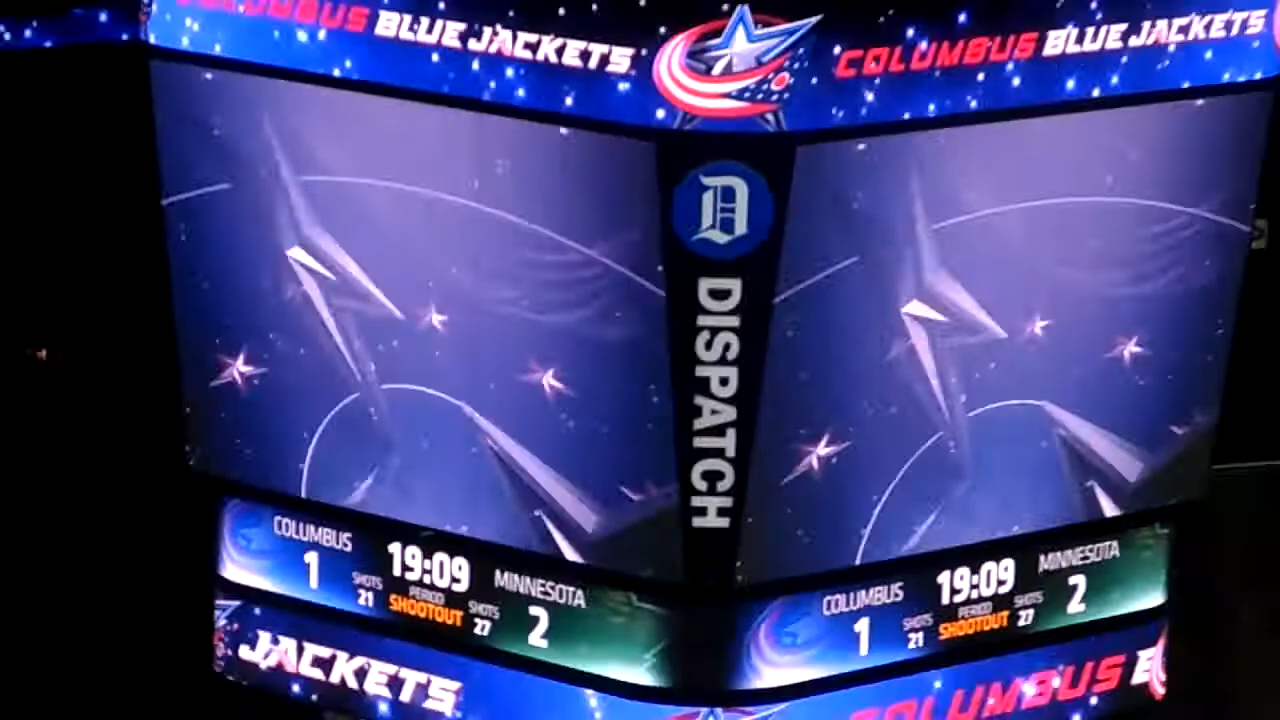 COLUMBUS BLUE JACKETS
COLUMBUS BLUE JACKETS
D
DISPATCH
COLUMBUS
1
SHOTS
21
19:09
PERIOD
SHOOTOUT
SHOTS
27
MINNESOTA
2
COLUMBUS
1
SHOTS
21
19:09
PERIOD
SHOOTOUT
SHOTS
27
MINNESOTA
2
JACKETS
COLUMBUS